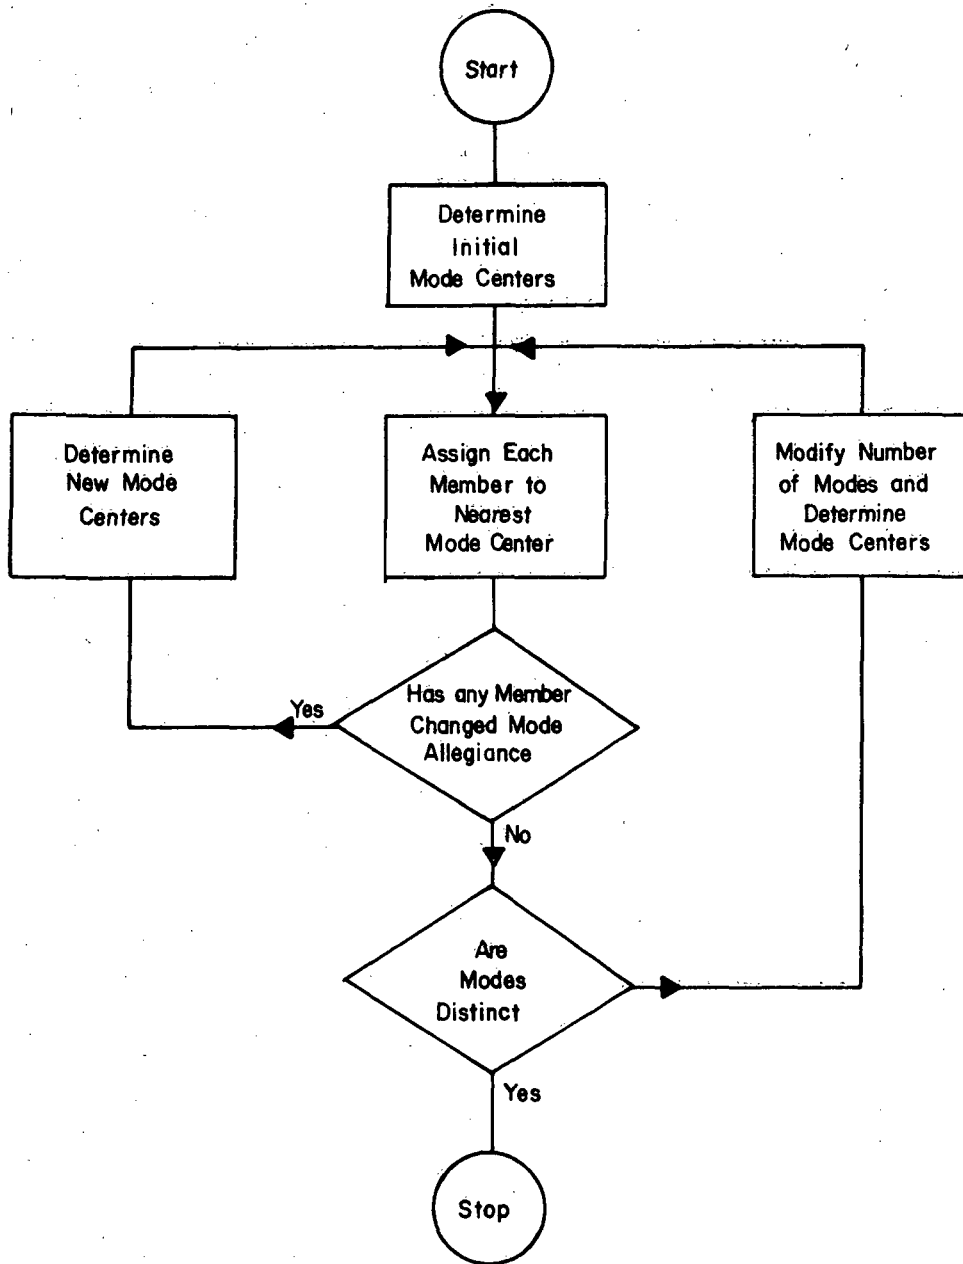 Start
Determine
Initial
Mode Centers
Determine
New Mode
Centers
Assign Each
Member to
Nearest
Mode Center
Modify Number
of Modes and
Determine
Mode Centers
Yes
Has any Member
Changed Mode
Allegiance
No
Are
Modes
Distinct
Yes
Stop